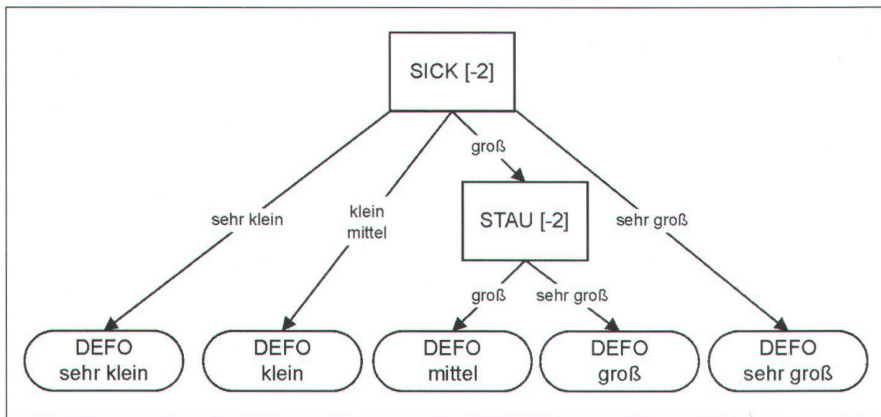 SICK [-2]
groß
sehr klein
klein
mittel
STAU [-2]
sehr groß
groß
sehr groß
DEFO
sehr klein
DEFO
klein
DEFO
mittel
DEFO
groß
DEFO
sehr groß